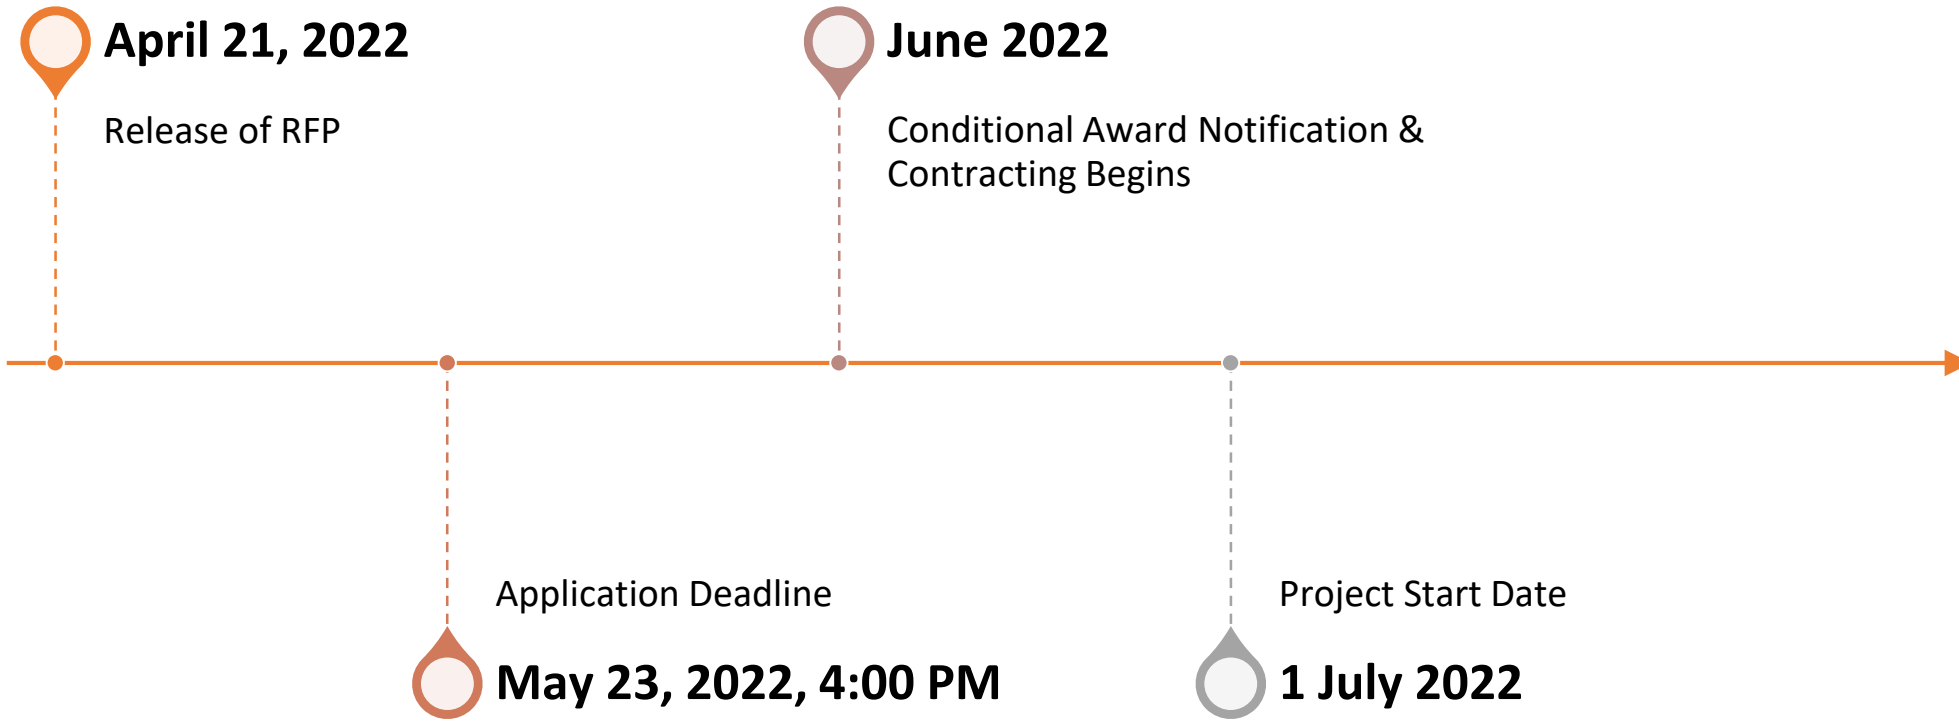 April 21, 2022
Release of RFP
June 2022
Conditional Award Notification &
Contracting Begins
Application Deadline
May 23, 2022, 4:00 PM
Project Start Date
1 July 2022